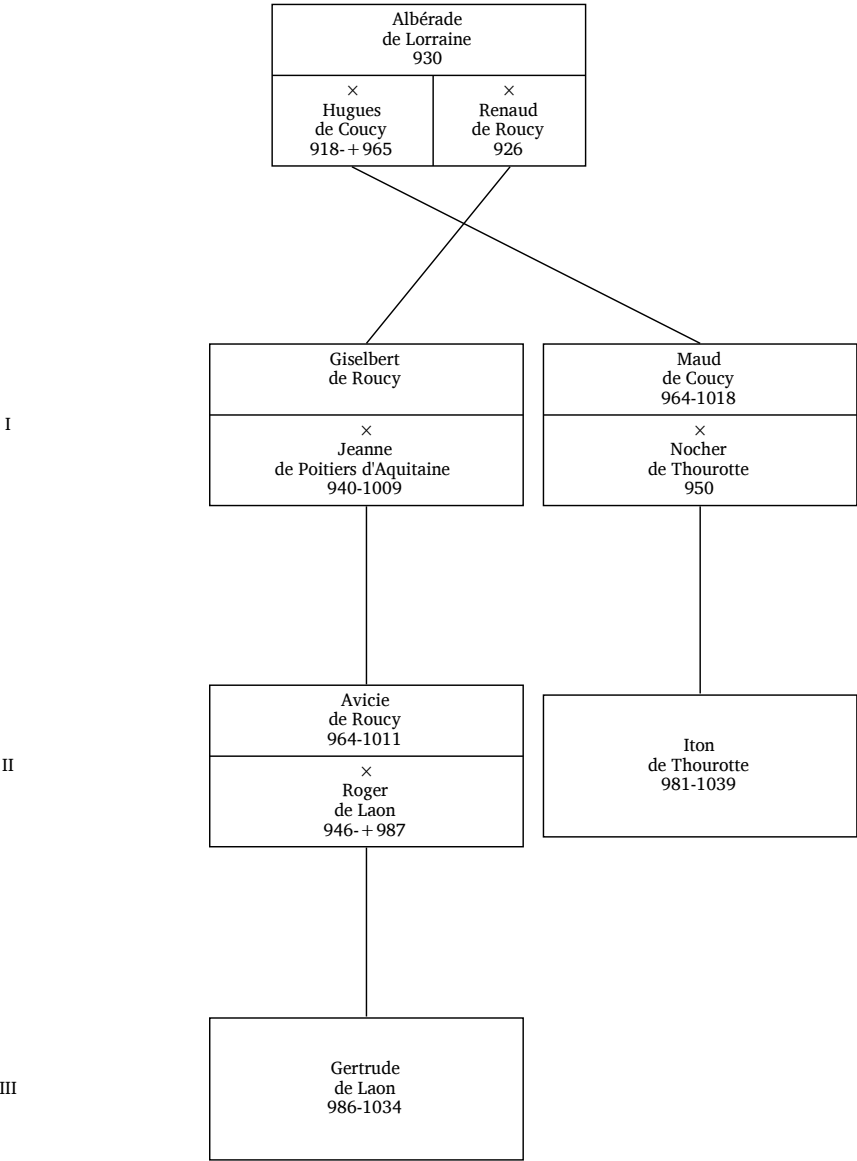 Albérade
de Lorraine
930
×
Hugues
de Coucy
918-+965
×
Renaud
de Roucy
926
I
Giselbert
de Roucy
×
Jeanne
de Poitiers d'Aquitaine
940-1009
Maud
de Coucy
964-1018
×
Nocher
de Thourotte
950
II
Avicie
de Roucy
964-1011
×
Roger
de Laon
946-+987
Iton
de Thourotte
981-1039
III
Gertrude
de Laon
986-1034